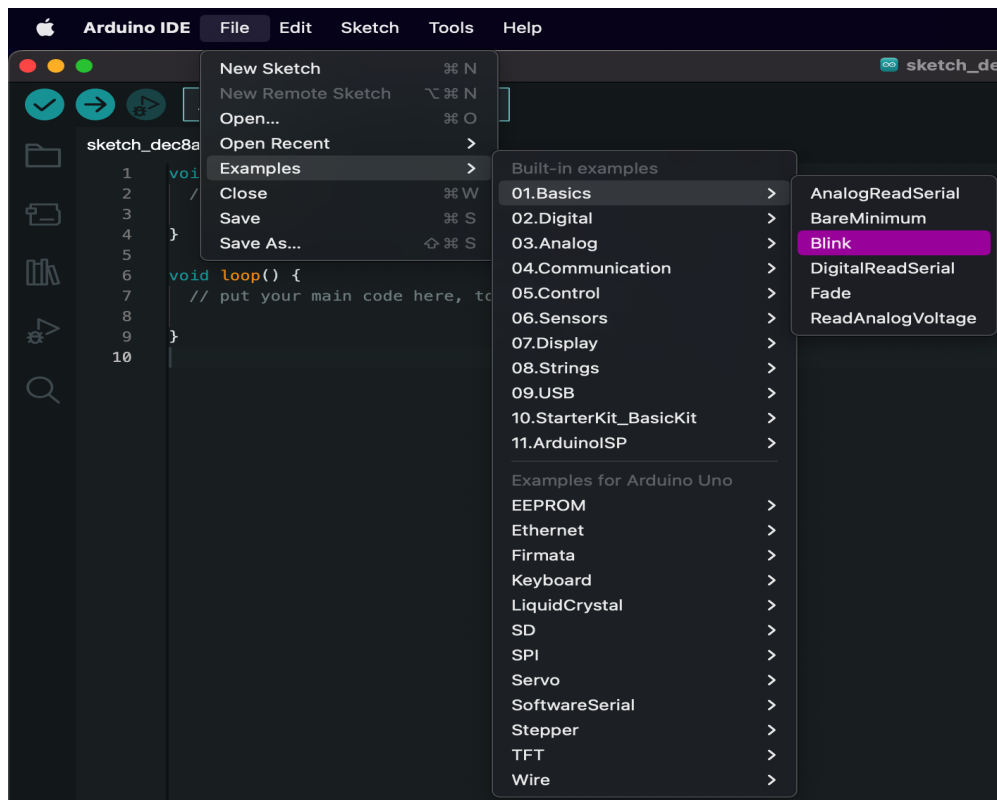 Arduino IDE File Edit Sketch Tools Help
sketch_de
New Sketch ⌘ N
New Remote Sketch ⌥ ⌘ N
Open... ⌘ O
Open Recent >
Examples >
Close ⌘ W
Save ⌘ S
Save As... ⇧ ⌘ S
sketch_dec8a
1 voi
2 /
3
4 }
5
6 void loop() {
7 // put your main code here, to
8
9 }
10
Built-in examples
01.Basics >
02.Digital >
03.Analog >
04.Communication >
05.Control >
06.Sensors >
07.Display >
08.Strings >
09.USB >
10.StarterKit_BasicKit >
11.ArduinoISP >
Examples for Arduino Uno
EEPROM >
Ethernet >
Firmata >
Keyboard >
LiquidCrystal >
SD >
SPI >
Servo >
SoftwareSerial >
Stepper >
TFT >
Wire >
AnalogReadSerial
BareMinimum
Blink
DigitalReadSerial
Fade
ReadAnalogVoltage